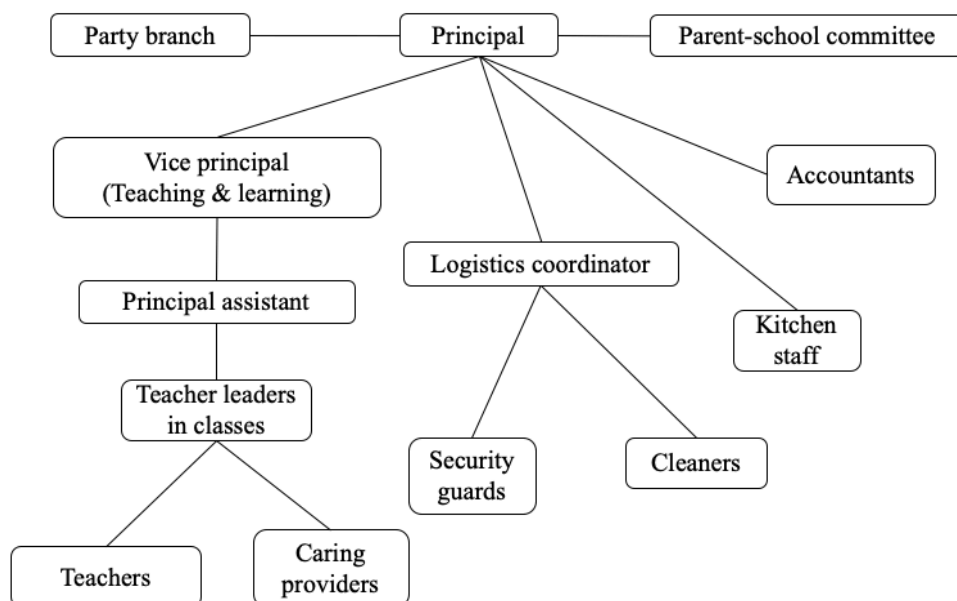 Party branch
Principal
Parent-school committee
Vice principal
(Teaching & learning)
Accountants
Logistics coordinator
Principal assistant
Kitchen
staff
Teacher leaders
in classes
Security
guards
Cleaners
Teachers
Caring
providers